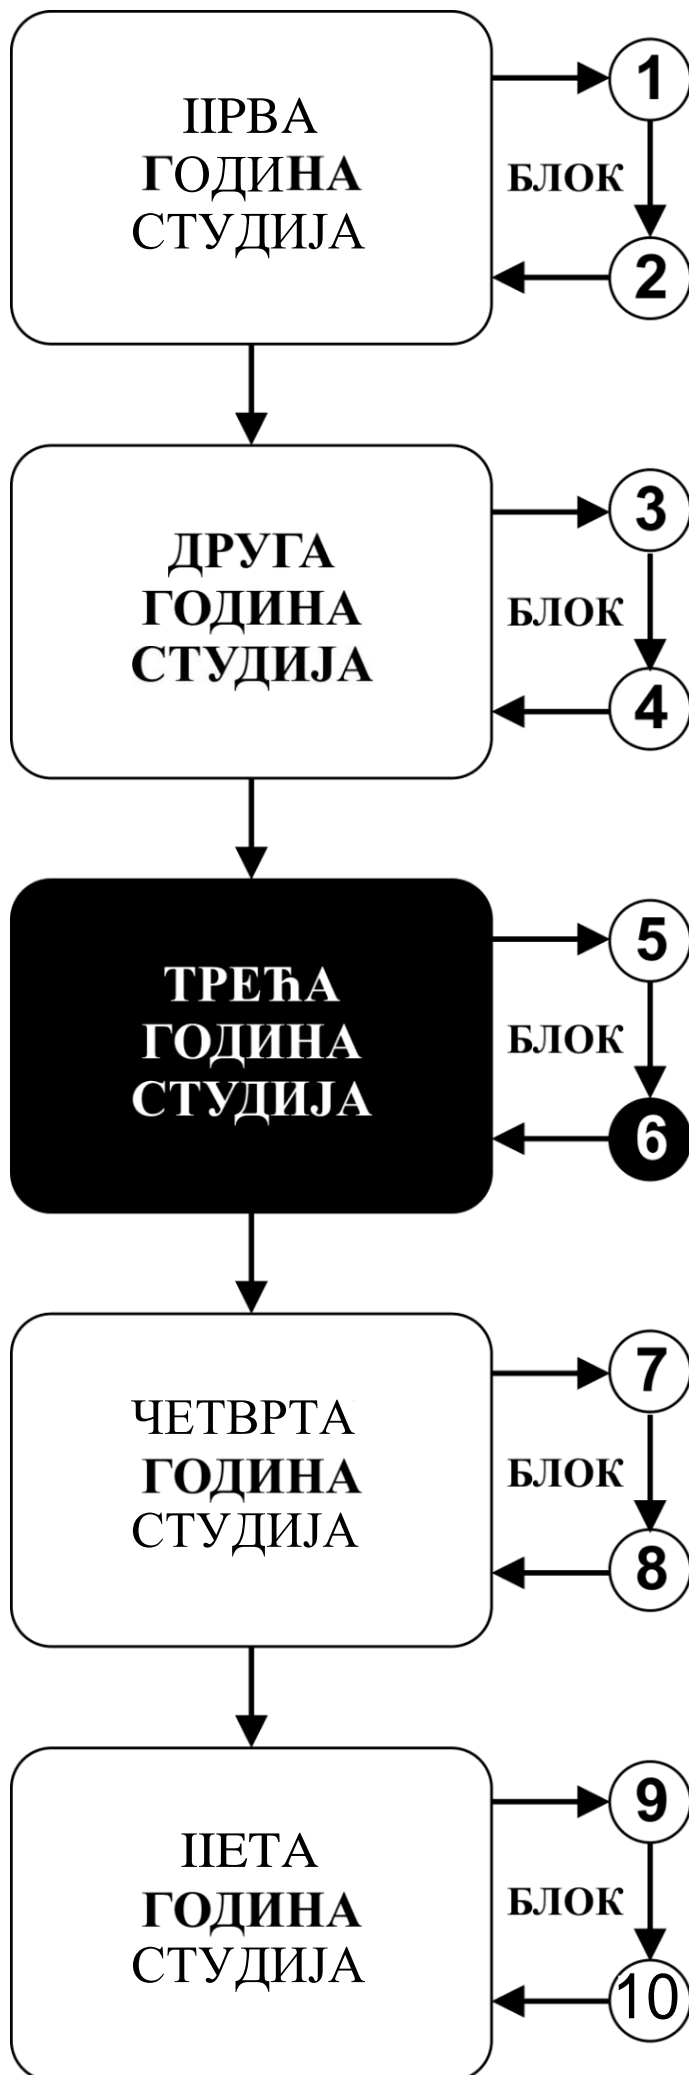 ПРВА
ГОДИНА
СТУДИЈА
1
БЛОК
2
ДРУГА
ГОДИНА
СТУДИЈА
3
БЛОК
4
ТРЕЋА
ГОДИНА
СТУДИЈА
5
БЛОК
6
ЧЕТВРТА
ГОДИНА
СТУДИЈА
7
БЛОК
8
ПЕТА
ГОДИНА
СТУДИЈА
9
БЛОК
10